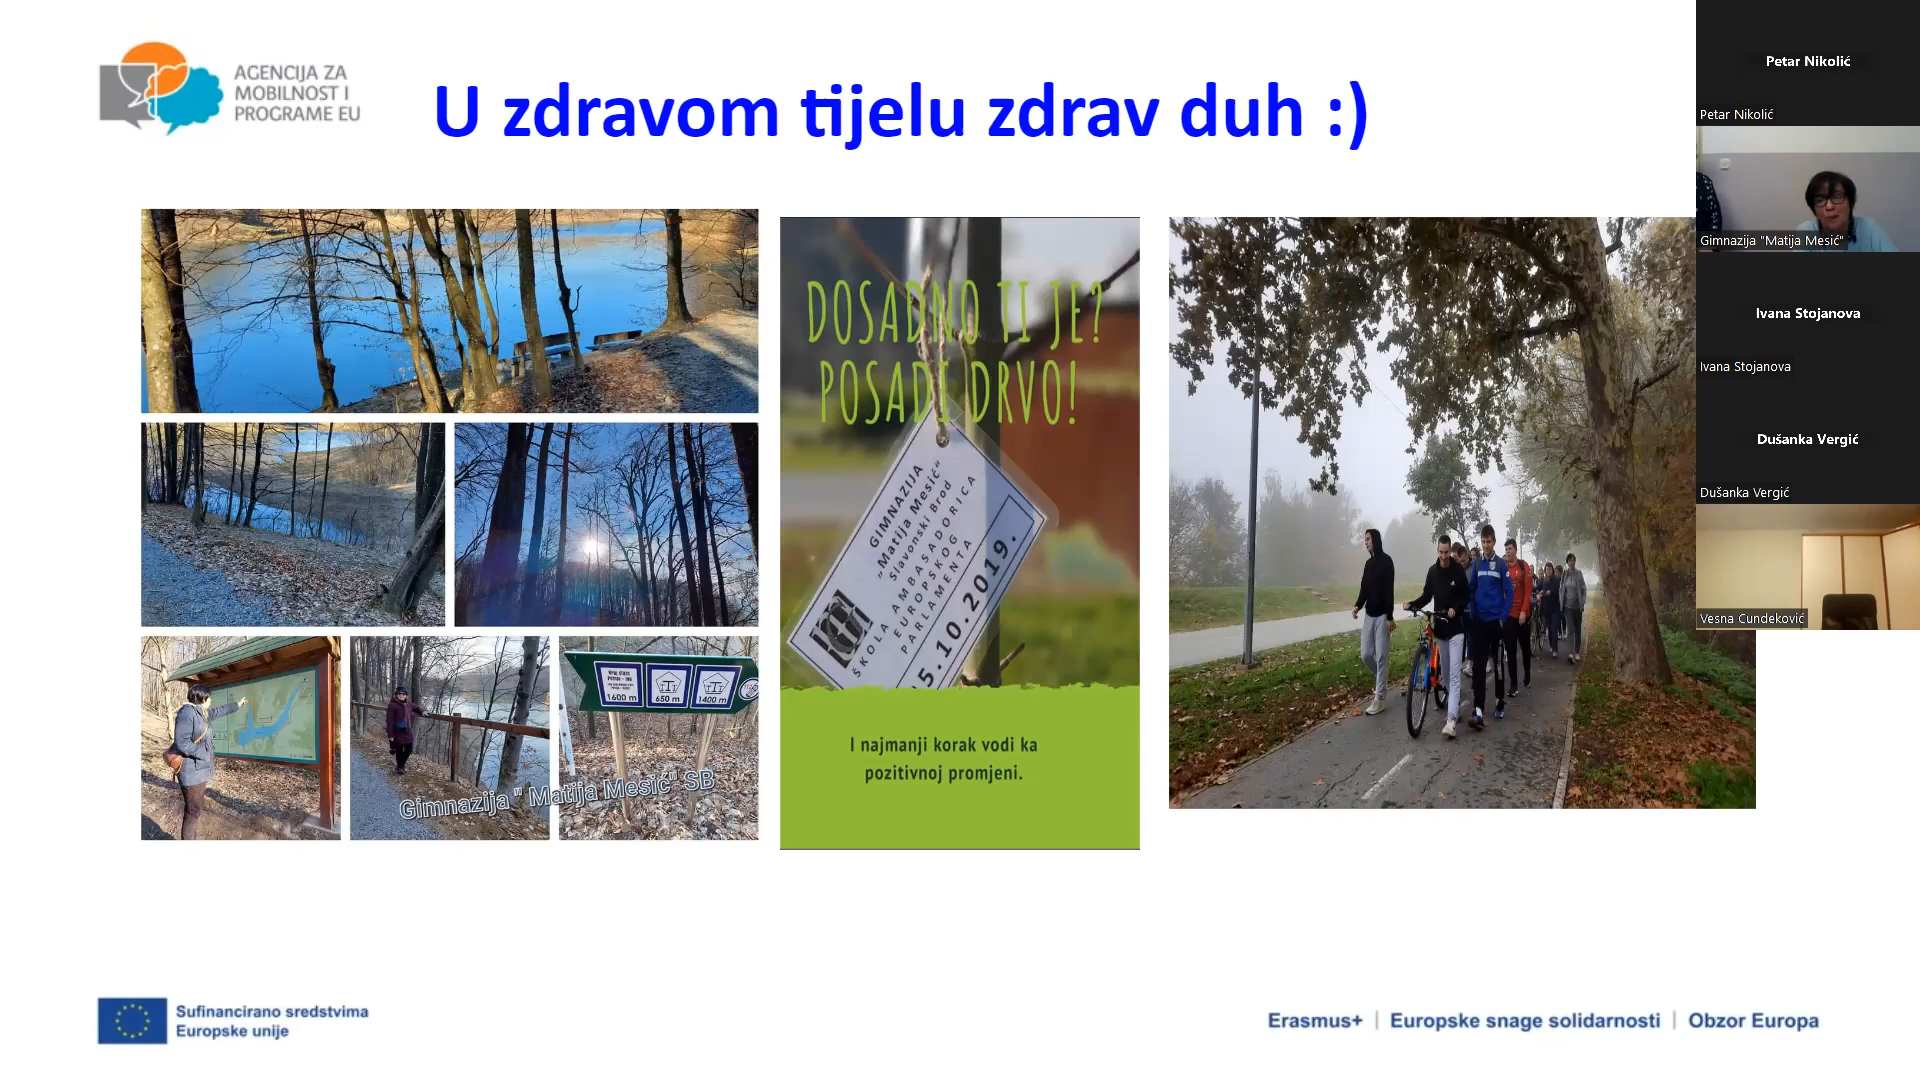 AGENCIJA ZA
MOBILNOST I
PROGRAME EU
U zdravom tijelu zdrav duh :)
DOSADNO TI JE?
POSADI DRVO!
GIMNAZIJA
„Matija Mesić“
Slavonski Brod
ŠKOLA AMBASADORICA
EUROPSKOG
PARLAMENTA
5.10.2019.
I najmanji korak vodi ka
pozitivnoj promjeni.
1600 m
650 m
1400 m
Gimnazija " Matija Mesić" SB
Petar Nikolić
Petar Nikolić
Gimnazija "Matija Mesić"
Ivana Stojanova
Ivana Stojanova
Dušanka Vergić
Dušanka Vergić
Vesna Cundeković
Sufinancirano sredstvima
Europske unije
Erasmus+ | Europske snage solidarnosti | Obzor Europa